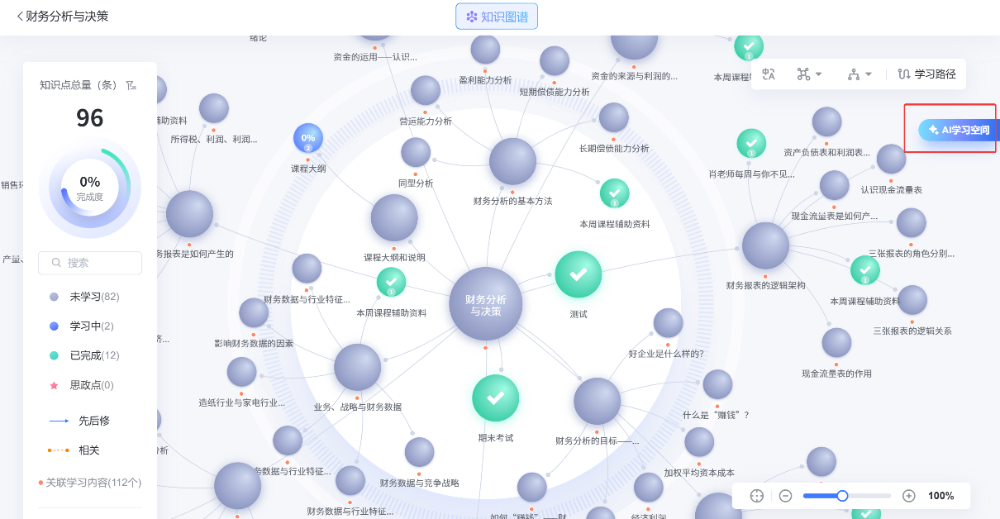 财务分析与决策
知识图谱
绪论
资金的运用——认识...
盈利能力分析
短期偿债能力分析
资金的来源与利润的...
本周课程辅
1
学习路径
知识点总量（条）
96
0%
完成度
搜索
未学习(82)
学习中(2)
已完成(12)
思政点(0)
先后修
相关
关联学习内容(112个)
辅助资料
所得税、利润、利润...
营运能力分析
0%
2
课程大纲
同型分析
长期偿债能力分析
AI学习空间
1
肖老师每周与你不见...
资产负债表和利润表...
认识现金流量表
现金流量表是如何产...
财务分析的基本方法
1
本周课程辅助资料
销售环
务报表是如何产生的
产量、
课程大纲和说明
三张报表的角色分别...
财务数据与行业特征...
1
本周课程辅助资料
财务分析
与决策
测试
财务报表的逻辑架构
1
本周课程辅助资料
三张报表的逻辑关系
影响财务数据的因素
好企业是什么样的?
现金流量表的作用
造纸行业与家电行业...
业务、战略与财务数据
什么是“赚钱”？
期末考试
财务分析的目标——...
分析
务数据与行业特征...
财务数据与竞争战略
加权平均资本成本
财务数据与行业特征...
如何“赚钱”——财
经济利润
100%